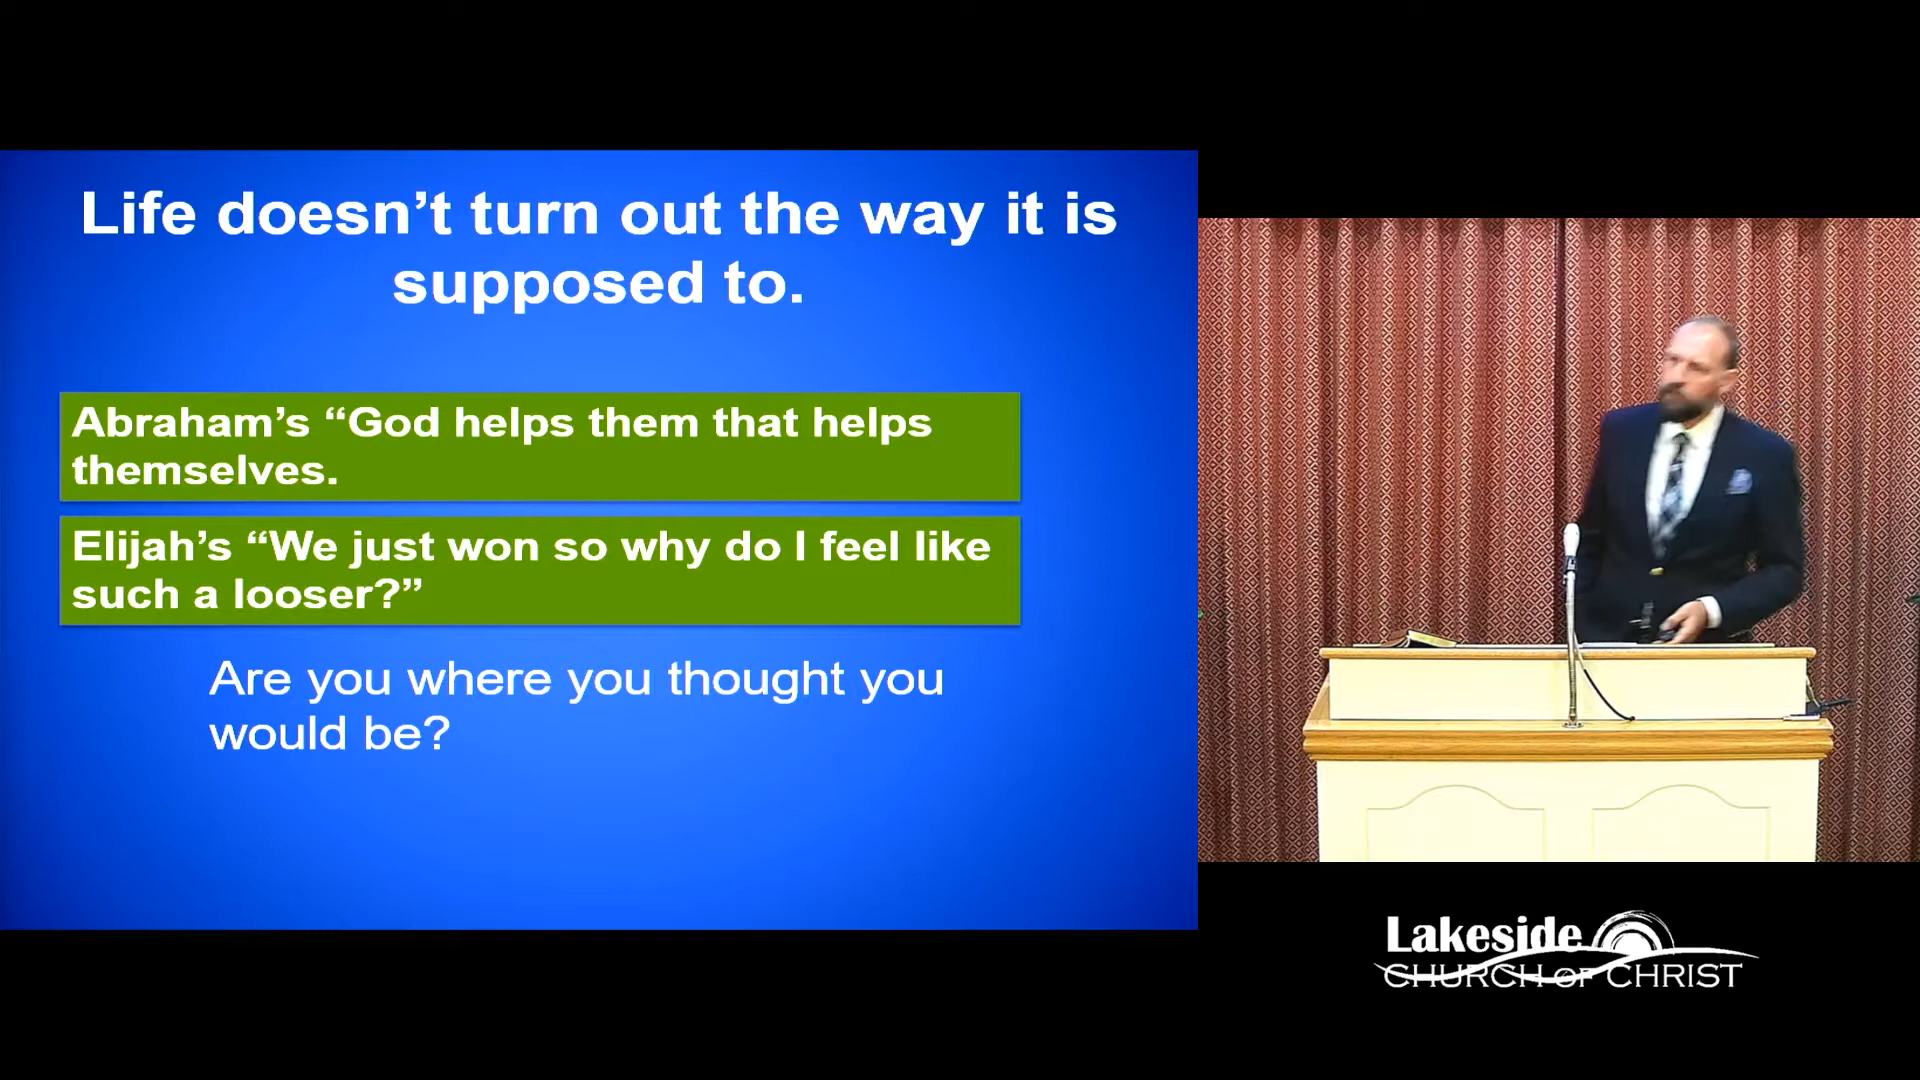 Life doesn’t turn out the way it is
supposed to.
Abraham’s “God helps them that helps
themselves.
Elijah’s “We just won so why do I feel like
such a looser?”
Are you where you thought you
would be?
Lakeside
CHURCH OF CHRIST